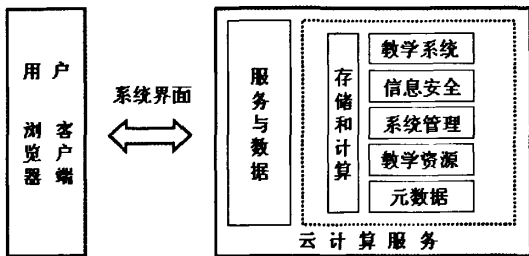 用户
浏览器
客户端
系统界面
服务与数据
存储和计算
教学系统
信息安全
系统管理
教学资源
元数据
云计算服务